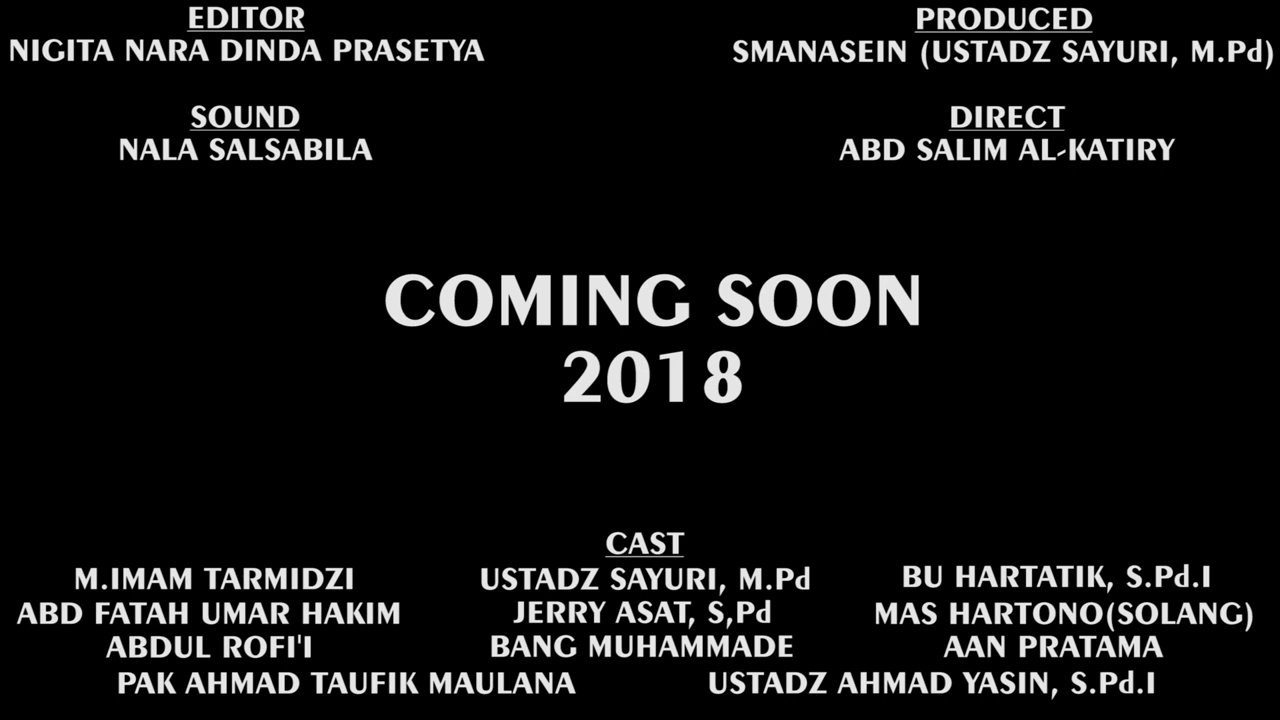 EDITOR
NIGITA NARA DINDA PRASETYA
SOUND
NALA SALSABILA
PRODUCED
SMANASEIN (USTADZ SAYURI, M.Pd)
DIRECT
ABD SALIM AL-KATIRY
COMING SOON
2018
CAST
M.IMAM TARMIDZI
ABD FATAH UMAR HAKIM
ABDUL ROFI'I
USTADZ SAYURI, M.Pd
JERRY ASAT, S,Pd
BANG MUHAMMADE
BU HARTATIK, S.Pd.I
MAS HARTONO(SOLANG)
AAN PRATAMA
PAK AHMAD TAUFIK MAULANA
USTADZ AHMAD YASIN, S.Pd.I